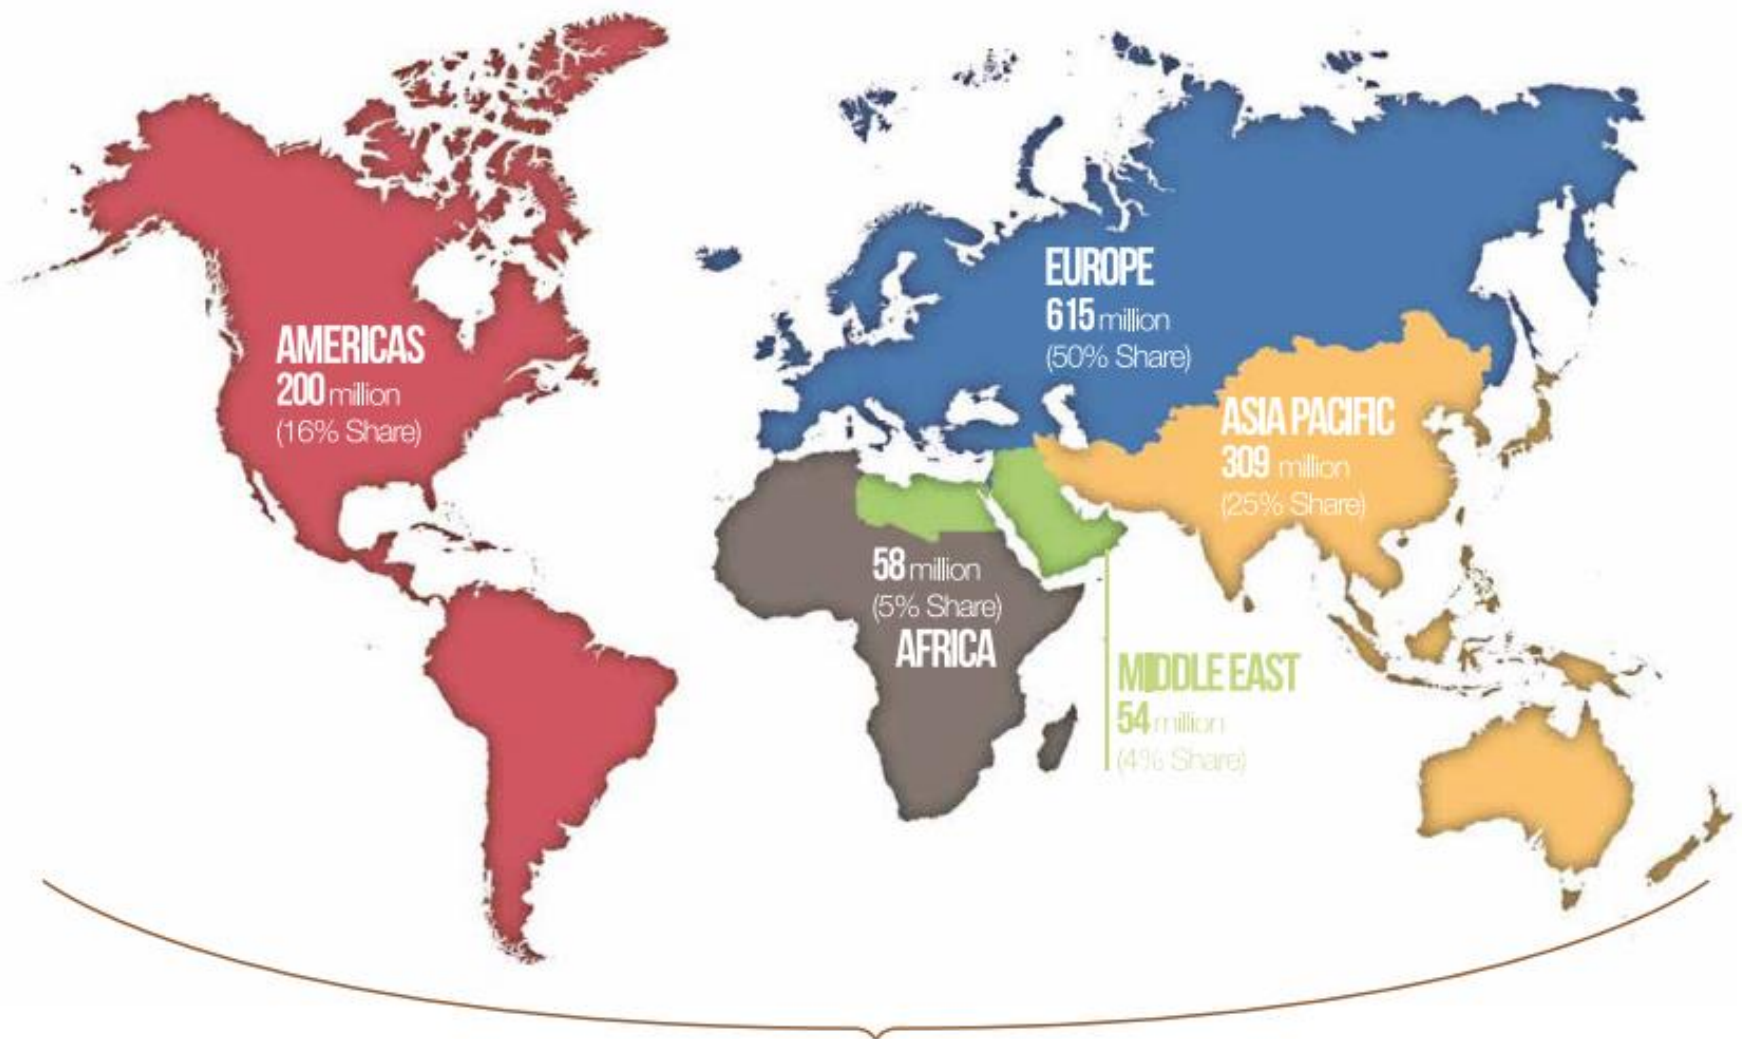 AMERICAS
200 million
(16% Share)
EUROPE
615 million
(50% Share)
ASIA PACIFIC
309 million
(25% Share)
58 million
(5% Share)
AFRICA
MIDDLE EAST
54 million
(4% Share)